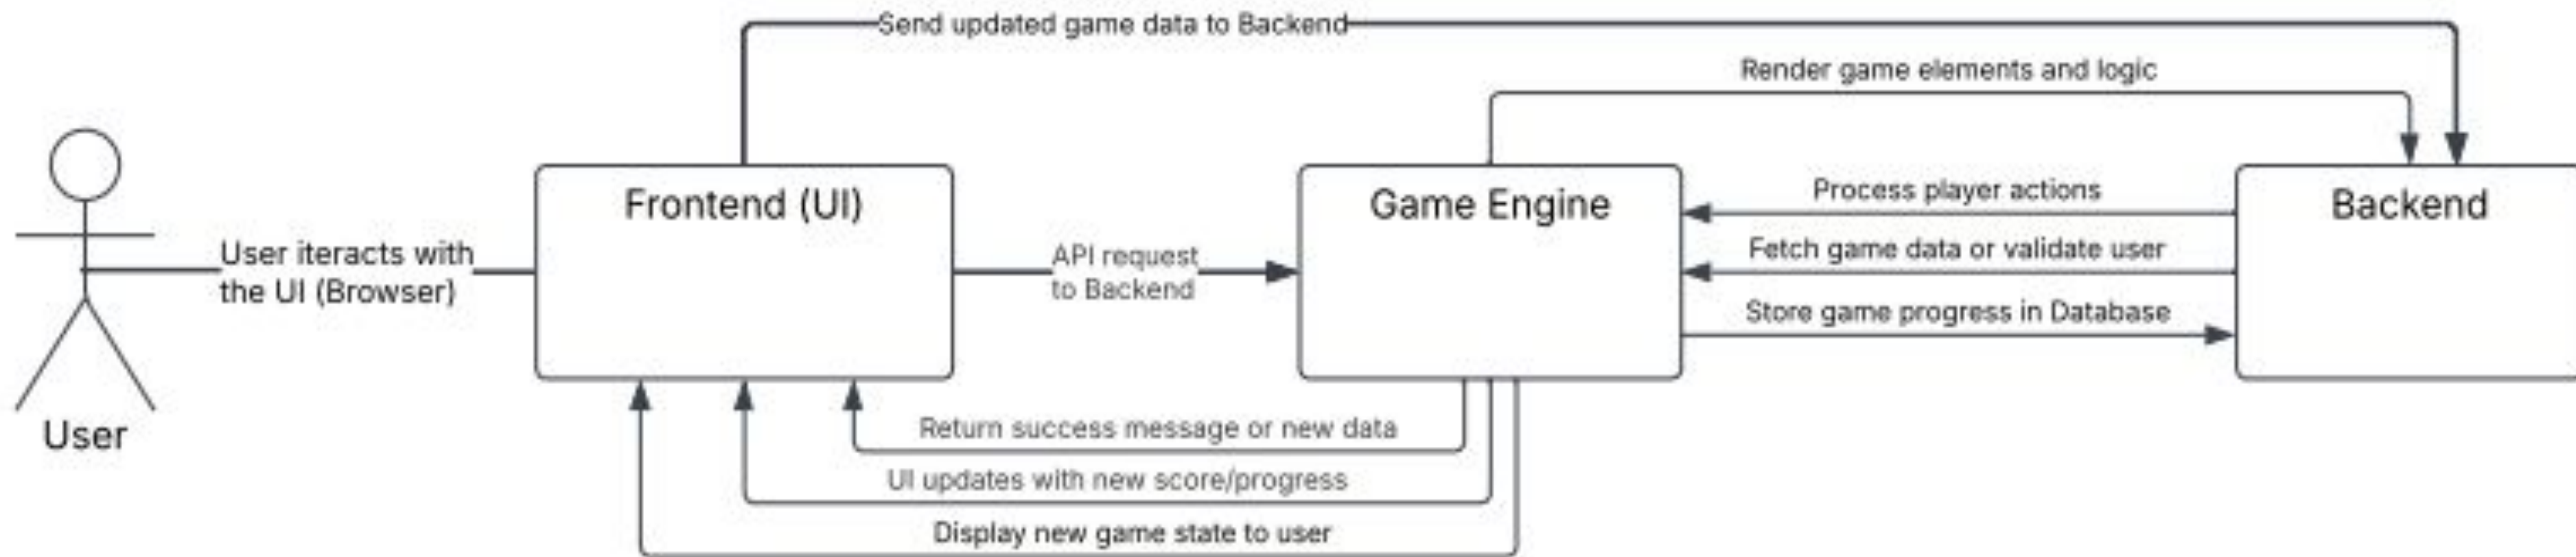 Send updated game data to Backend
Render game elements and logic
Frontend (UI)
Game Engine
Process player actions
Backend
User iteracts with
the UI (Browser)
API request
to Backend
Fetch game data or validate user
Store game progress in Database
User
Return success message or new data
UI updates with new score/progress
Display new game state to user